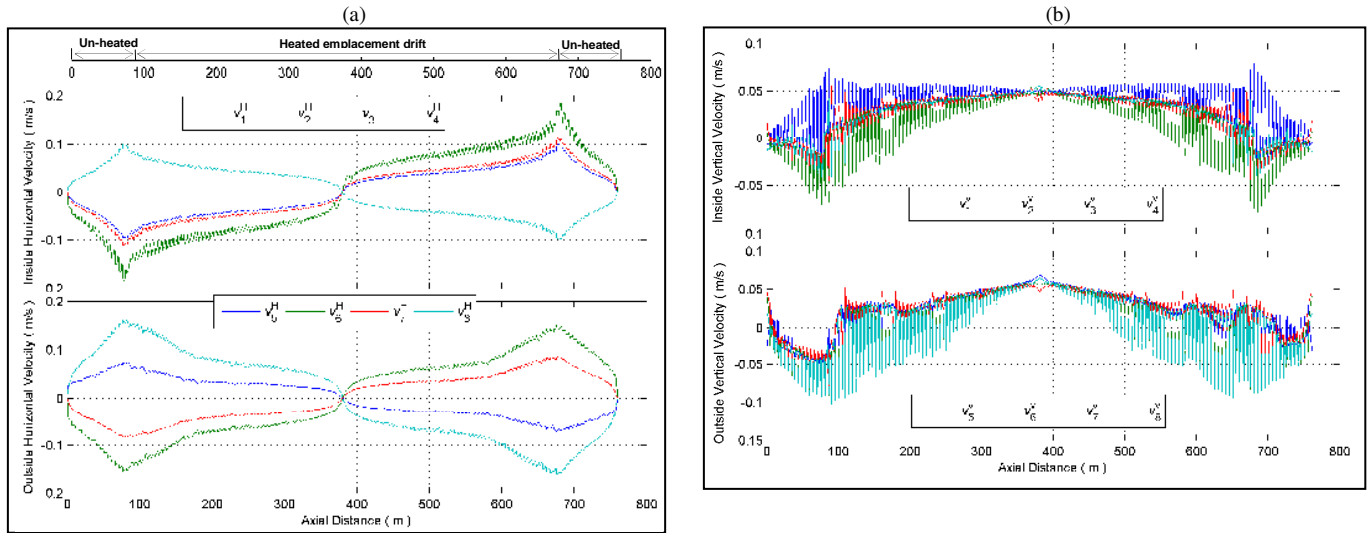 (a)
Un-heated Heated emplacement drift Un-heated
0 100 200 300 400 500 600 700 800
0.2
0.1
0
-0.1
0.2
Inside Horizontal Velocity ( m/s )
0.2
0.1
0
-0.1
0.2
Outside Horizontal Velocity ( m/s )
0 100 200 300 400 500 600 700 800
Axial Distance ( m )
(b)
0.1
0.05
0
-0.05
0.1
Inside Vertical Velocity ( m/s )
0.1
0.05
0
-0.05
-0.1
0.15
Outside Vertical Velocity ( m/s )
0 100 200 300 400 500 600 700 800
Axial Distance ( m )